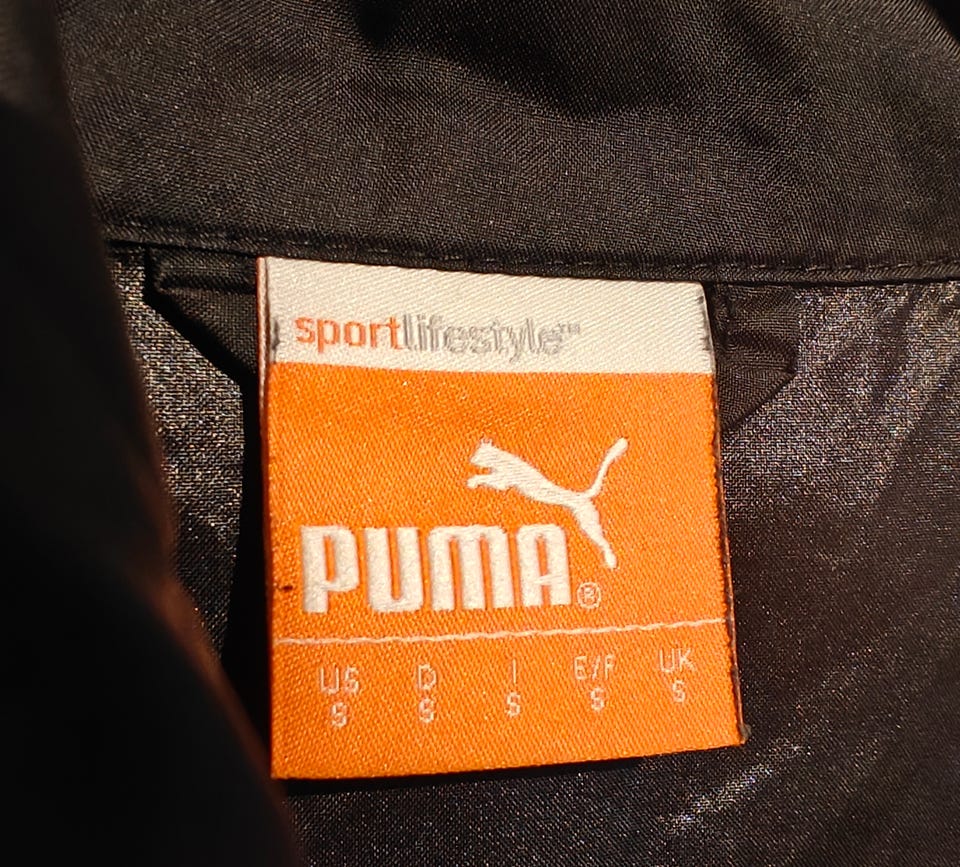 sportlifestyle™
PUMA®
US D I E/F UK
S S S S S